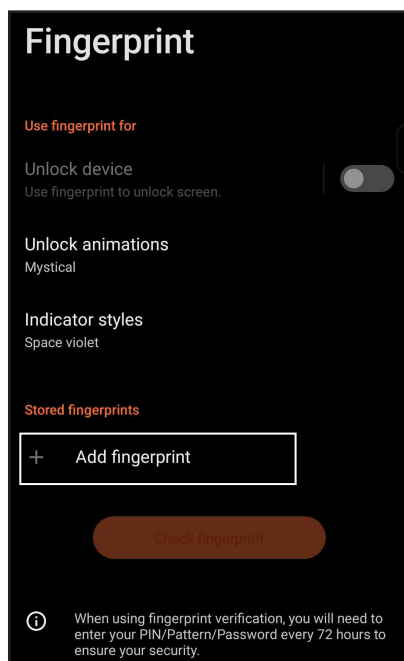 Fingerprint
Use fingerprint for
Unlock device
Use fingerprint to unlock screen.
Unlock animations
Mystical
Indicator styles
Space violet
Stored fingerprints
+ Add fingerprint
Check fingerprint
When using fingerprint verification, you will need to
enter your PIN/Pattern/Password every 72 hours to
ensure your security.